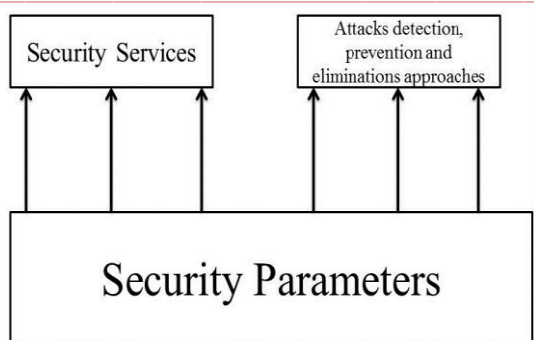 Security Services
Attacks detection,
prevention and
eliminations approaches
Security Parameters